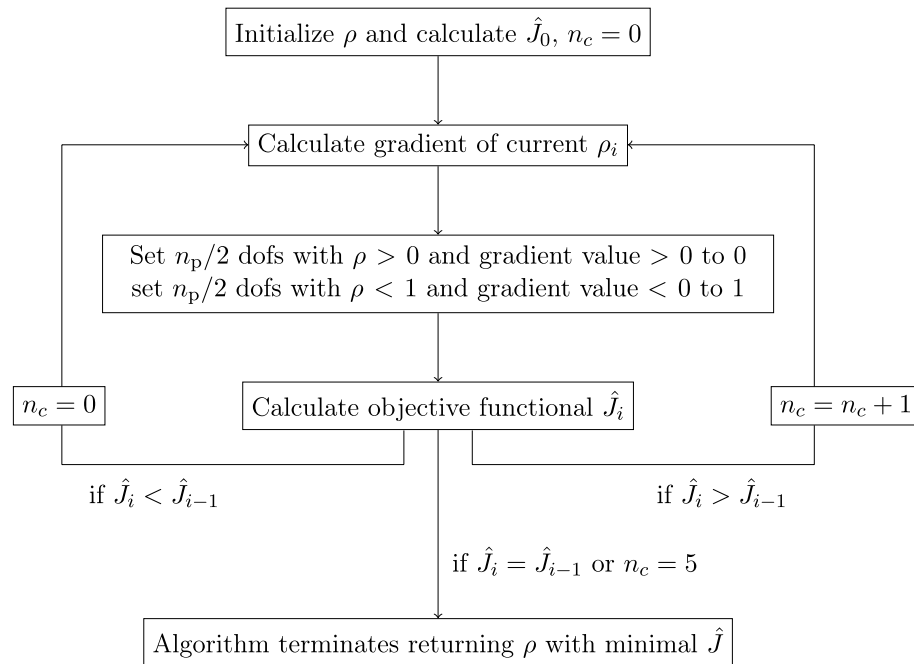 Initialize ρ and calculate Ĵ₀, n_c = 0
Calculate gradient of current ρ_i
Set n_p/2 dofs with ρ > 0 and gradient value > 0 to 0
set n_p/2 dofs with ρ < 1 and gradient value < 0 to 1
Calculate objective functional Ĵ_i
n_c = 0
n_c = n_c + 1
if Ĵ_i < Ĵ_{i−1}
if Ĵ_i > Ĵ_{i−1}
if Ĵ_i = Ĵ_{i−1} or n_c = 5
Algorithm terminates returning ρ with minimal Ĵ